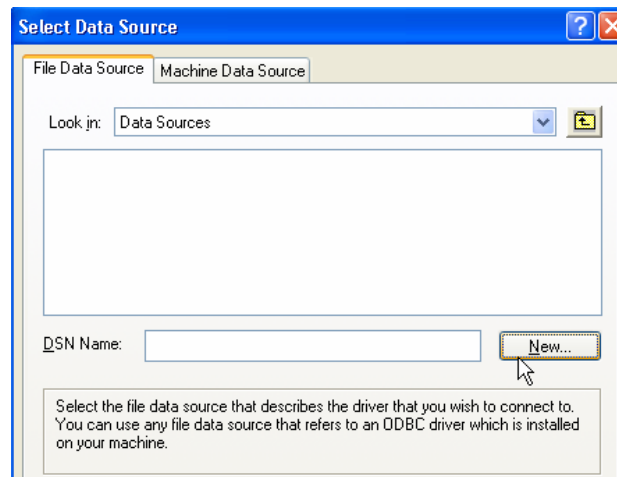 Select Data Source
File Data Source Machine Data Source
Look in: Data Sources
DSN Name: New...
Select the file data source that describes the driver that you wish to connect to.
You can use any file data source that refers to an ODBC driver which is installed
on your machine.